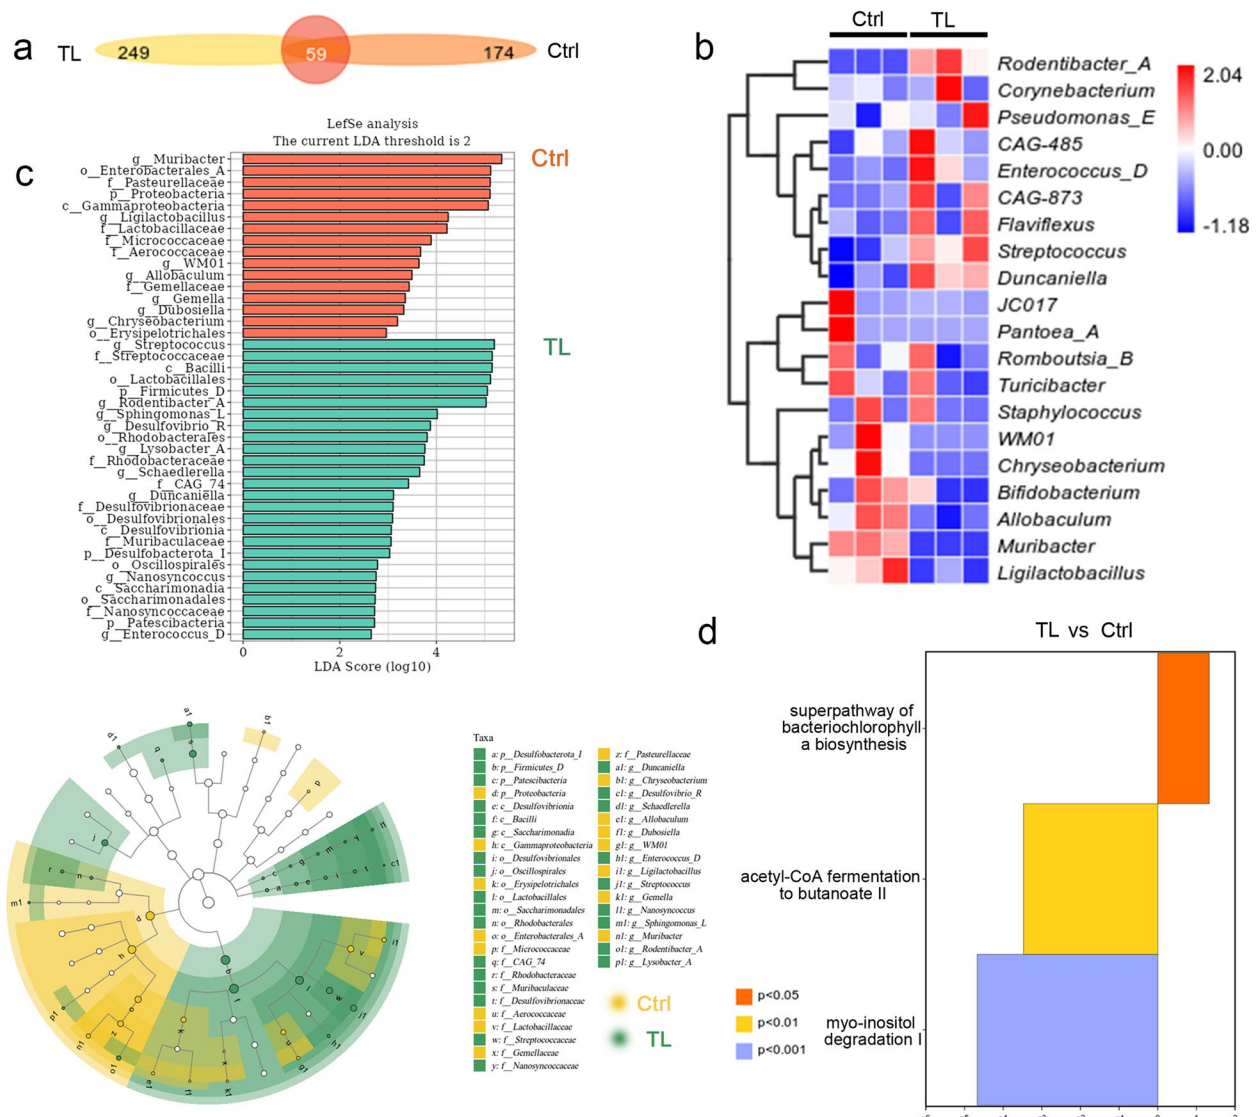 a
TL
249
59
174
Ctrl
b
Ctrl
TL
Rodentibacter_A
Corynebacterium
Pseudomonas_E
CAG-485
Enterococcus_D
CAG-873
Flaviflexus
Streptococcus
Duncaniella
JC017
Pantoea_A
Romboutsia_B
Turicibacter
Staphylococcus
WM01
Chryseobacterium
Bifidobacterium
Allobaculum
Muribacter
Ligilactobacillus
2.04
0.00
-1.18
c
LefSe analysis
The current LDA threshold is 2
Ctrl
TL
g__Muribacter
o__Enterobacterales_A
f__Pasteurellaceae
p__Proteobacteria
c__Gammaproteobacteria
g__Ligilactobacillus
f__Lactobacillaceae
f__Micrococcaceae
f__Aerococcaceae
g__WM01
g__Allobaculum
f__Gemellaceae
g__Gemella
g__Dubosiella
g__Chryseobacterium
o__Erysipelotrichales
g__Streptococcus
f__Streptococcaceae
c__Bacilli
o__Lactobacillales
p__Firmicutes_D
g__Rodentibacter_A
g__Sphingomonas_L
g__Desulfovibrio_R
o__Rhodobacterales
g__Lysobacter_A
f__Rhodobacteraceae
g__Schaedlerella
f__CAG_74
g__Duncaniella
f__Desulfovibrionaceae
o__Desulfovibrionales
c__Desulfovibrionia
f__Muribaculaceae
p__Desulfobacterota_I
o__Oscillospirales
g__Nanosyncoccus
c__Saccharimonadia
o__Saccharimonadales
f__Nanosyncoccaceae
p__Patescibacteria
g__Enterococcus_D
0 2 4
LDA Score (log10)
Taxa
a: p__Desulfobacterota_I
b: p__Firmicutes_D
c: p__Patescibacteria
d: p__Proteobacteria
e: c__Desulfovibrionia
f: c__Bacilli
g: c__Saccharimonadia
h: c__Gammaproteobacteria
i: o__Desulfovibrionales
j: o__Oscillospirales
k: o__Erysipelotrichales
l: o__Lactobacillales
m: o__Saccharimonadales
n: o__Rhodobacterales
o: o__Enterobacterales_A
p: f__Micrococcaceae
q: f__CAG_74
r: f__Rhodobacteraceae
s: f__Muribaculaceae
t: f__Desulfovibrionaceae
u: f__Aerococcaceae
v: f__Lactobacillaceae
w: f__Streptococcaceae
x: f__Gemellaceae
y: f__Nanosyncoccaceae
z: f__Pasteurellaceae
a1: g__Duncaniella
b1: g__Chryseobacterium
c1: g__Desulfovibrio_R
d1: g__Schaedlerella
e1: g__Allobaculum
f1: g__Dubosiella
g1: g__WM01
h1: g__Enterococcus_D
i1: g__Ligilactobacillus
j1: g__Streptococcus
k1: g__Gemella
l1: g__Nanosyncoccus
m1: g__Sphingomonas_L
n1: g__Muribacter
o1: g__Rodentibacter_A
p1: g__Lysobacter_A
Ctrl
TL
d
TL vs Ctrl
superpathway of
bacteriochlorophyll
a biosynthesis
acetyl-CoA fermentation
to butanoate II
myo-inositol
degradation I
p<0.05
p<0.01
p<0.001